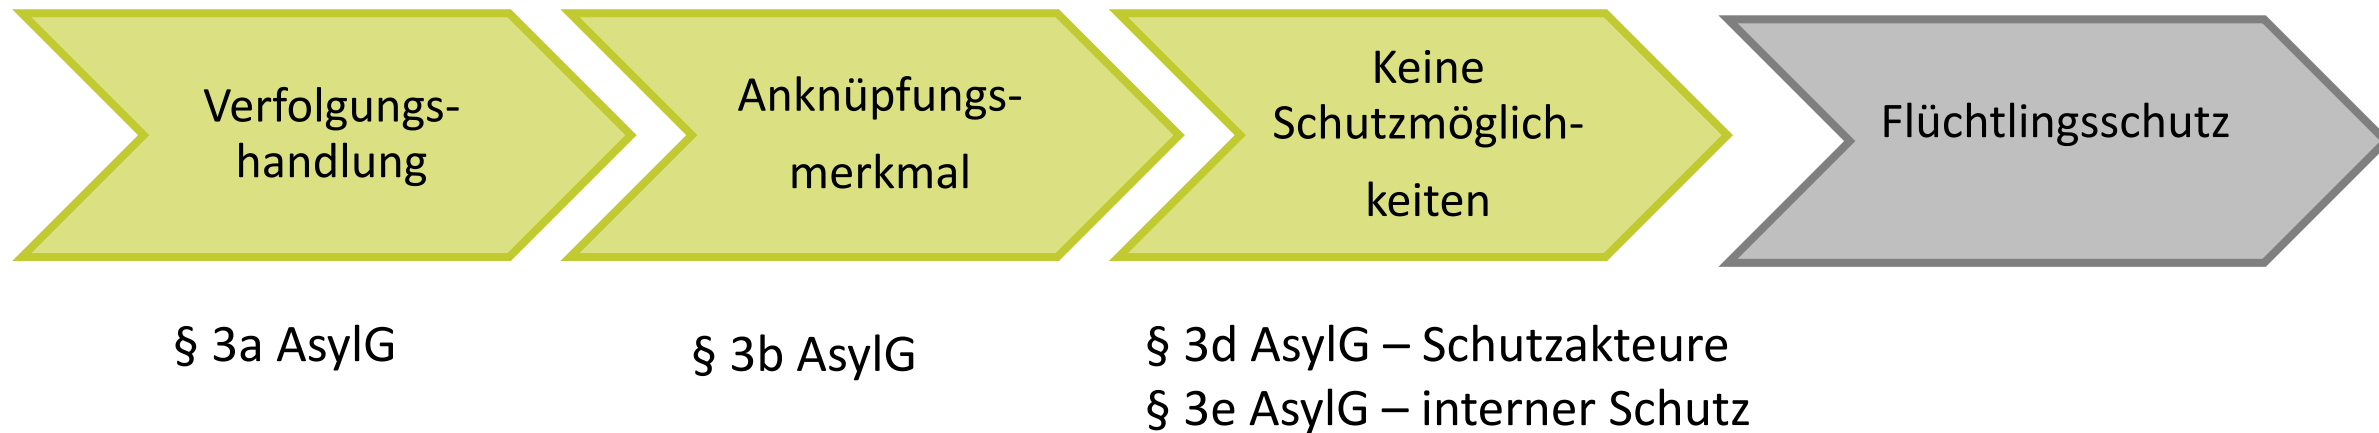 Verfolgungs-
handlung
Anknüpfungs-
merkmal
Keine
Schutzmöglich-
keiten
Flüchtlingsschutz
§ 3a AsylG
§ 3b AsylG
§ 3d AsylG – Schutzakteure
§ 3e AsylG – interner Schutz